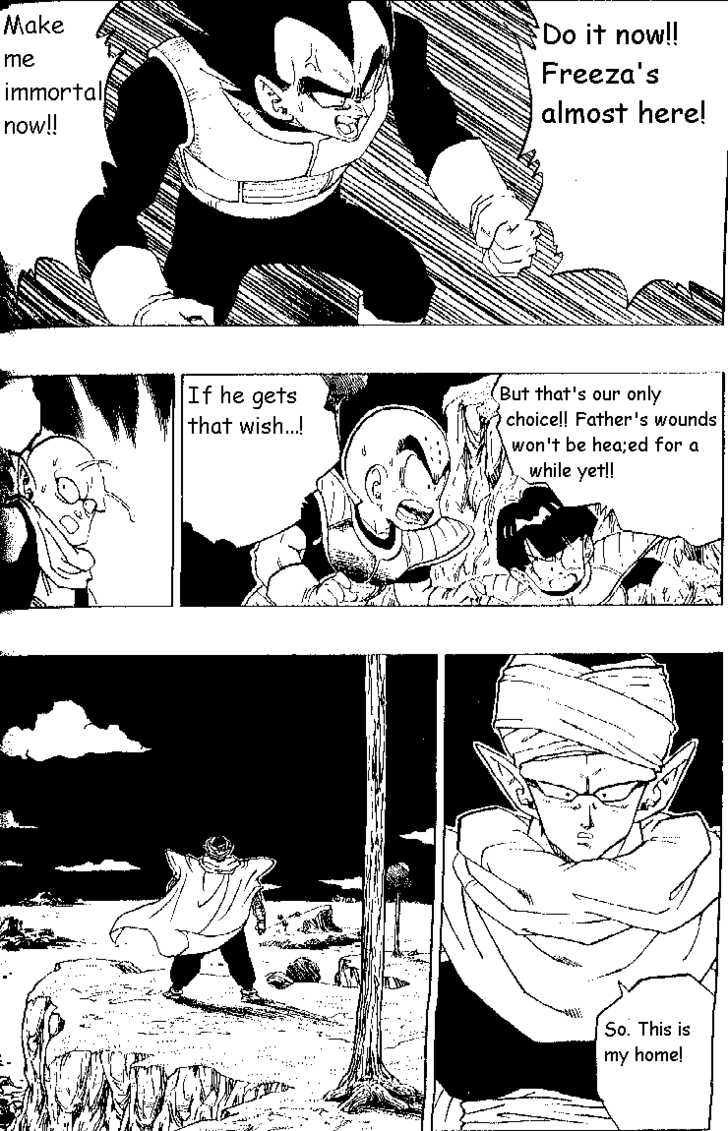 Make
me
immortal
now!!
Do it now!!
Freeza's
almost here!
If he gets
that wish...!
But that's our only
choice!! Father's wounds
won't be hea;ed for a
while yet!!
So. This is
my home!